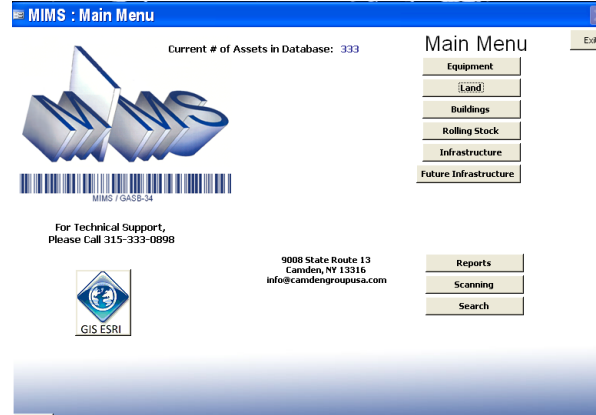 MIMS : Main Menu
Current # of Assets in Database: 333
Main Menu
Equipment
Land
Buildings
Rolling Stock
Infrastructure
Future Infrastructure
MIMS
MIMS / GASB-34
For Technical Support,
Please Call 315-333-0898
9008 State Route 13
Camden, NY 13316
info@camdengroupusa.com
Reports
Scanning
Search
GIS ESRI